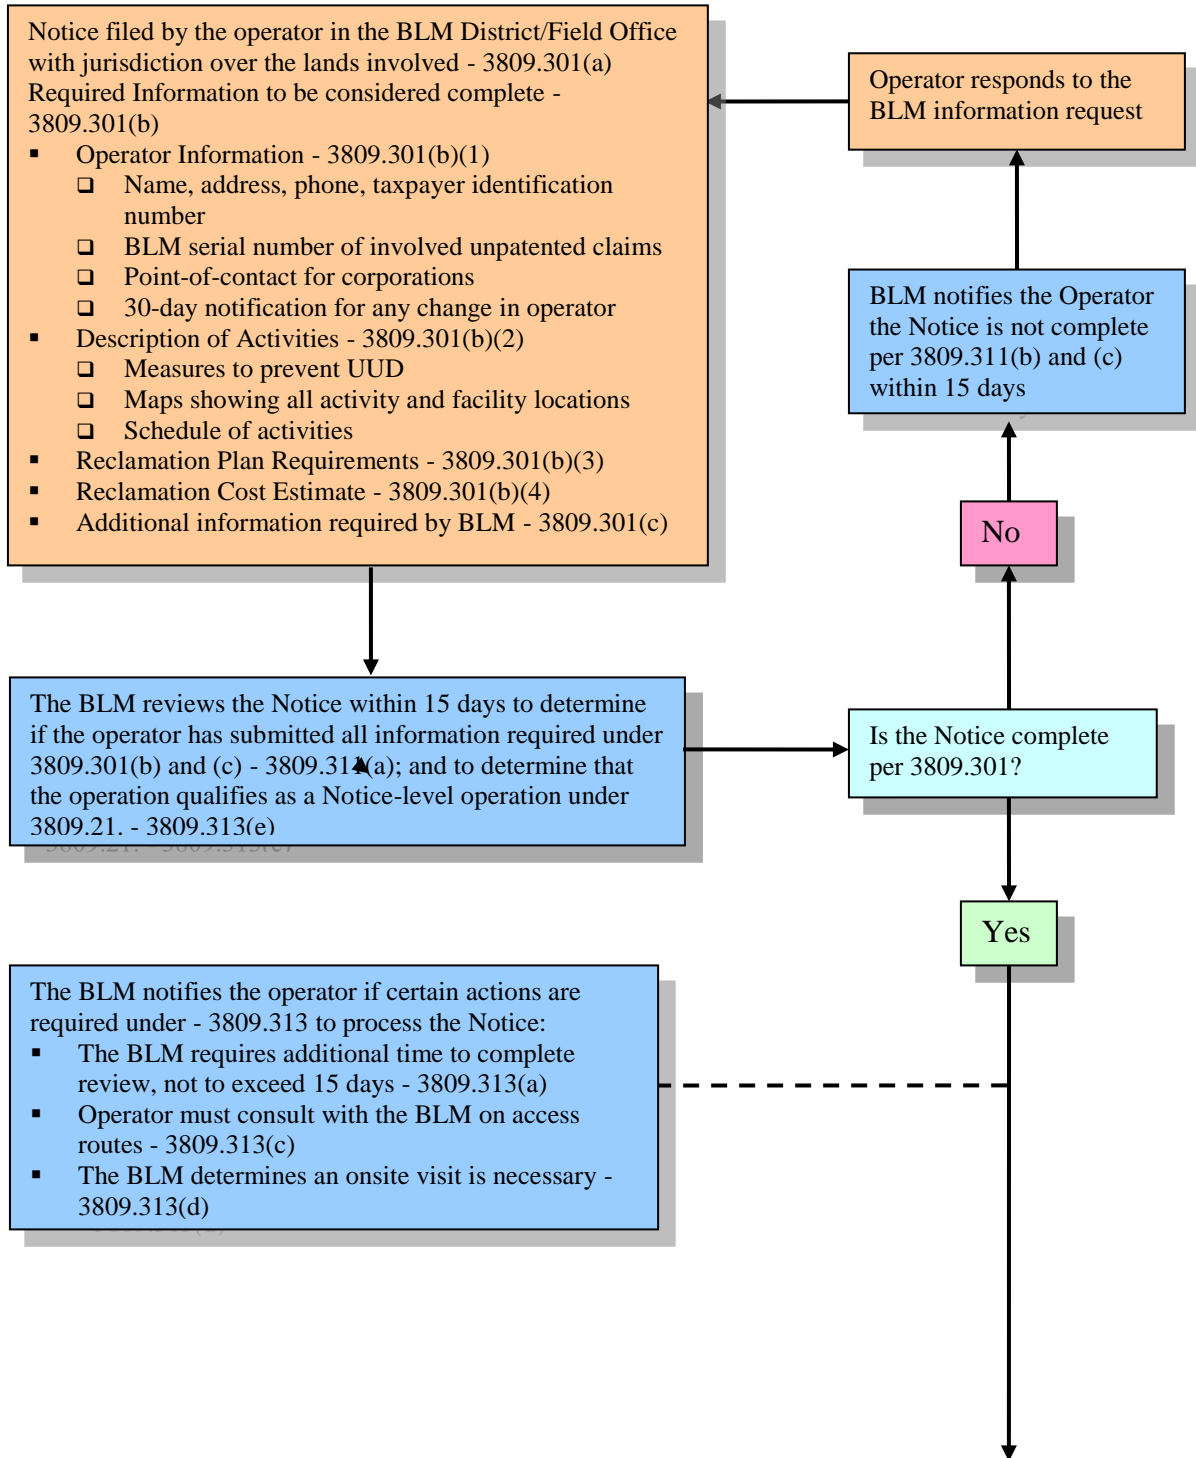 Notice filed by the operator in the BLM District/Field Office
with jurisdiction over the lands involved - 3809.301(a)
Required Information to be considered complete -
3809.301(b)
▪ Operator Information - 3809.301(b)(1)
❑ Name, address, phone, taxpayer identification
number
❑ BLM serial number of involved unpatented claims
❑ Point-of-contact for corporations
❑ 30-day notification for any change in operator
▪ Description of Activities - 3809.301(b)(2)
❑ Measures to prevent UUD
❑ Maps showing all activity and facility locations
❑ Schedule of activities
▪ Reclamation Plan Requirements - 3809.301(b)(3)
▪ Reclamation Cost Estimate - 3809.301(b)(4)
▪ Additional information required by BLM - 3809.301(c)
Operator responds to the
BLM information request
BLM notifies the Operator
the Notice is not complete
per 3809.311(b) and (c)
within 15 days
No
The BLM reviews the Notice within 15 days to determine
if the operator has submitted all information required under
3809.301(b) and (c) - 3809.311(a); and to determine that
the operation qualifies as a Notice-level operation under
3809.21. - 3809.313(e)
Is the Notice complete
per 3809.301?
Yes
The BLM notifies the operator if certain actions are
required under - 3809.313 to process the Notice:
▪ The BLM requires additional time to complete
review, not to exceed 15 days - 3809.313(a)
▪ Operator must consult with the BLM on access
routes - 3809.313(c)
▪ The BLM determines an onsite visit is necessary -
3809.313(d)